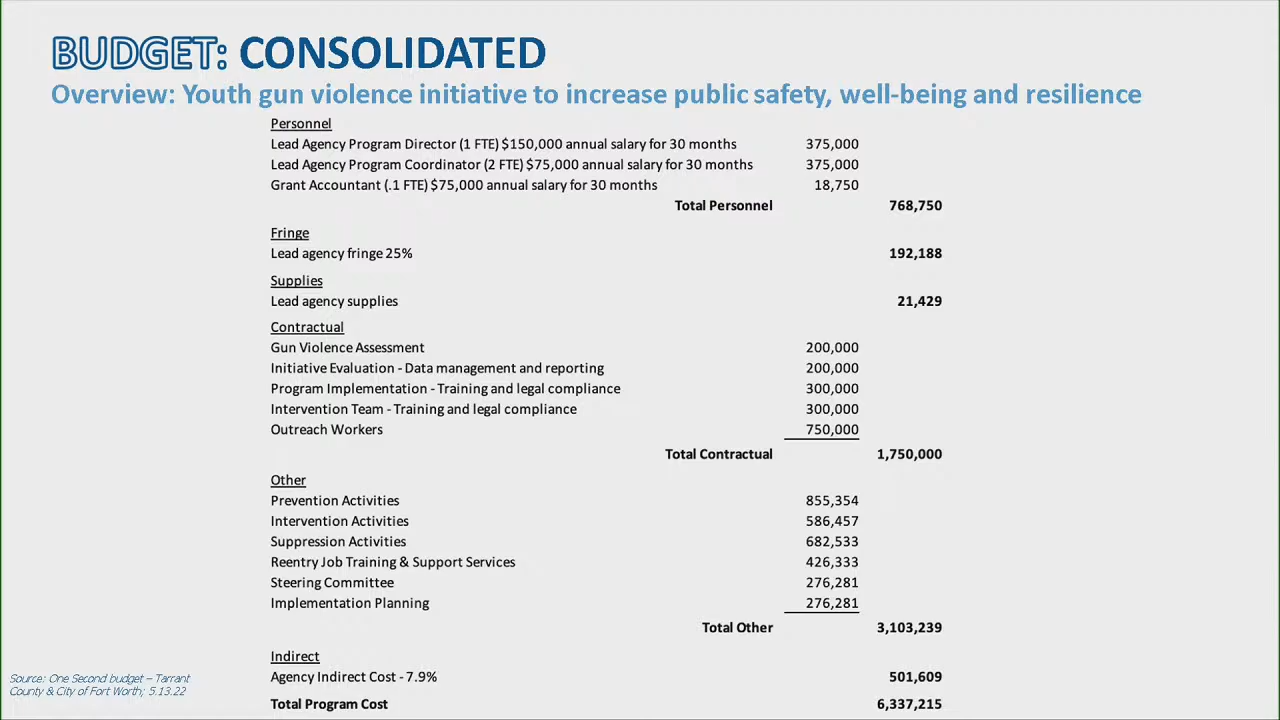 BUDGET: CONSOLIDATED
Overview: Youth gun violence initiative to increase public safety, well-being and resilience
Personnel
Lead Agency Program Director (1 FTE) $150,000 annual salary for 30 months 375,000
Lead Agency Program Coordinator (2 FTE) $75,000 annual salary for 30 months 375,000
Grant Accountant (.1 FTE) $75,000 annual salary for 30 months 18,750
Total Personnel 768,750
Fringe
Lead agency fringe 25% 192,188
Supplies
Lead agency supplies 21,429
Contractual
Gun Violence Assessment 200,000
Initiative Evaluation - Data management and reporting 200,000
Program Implementation - Training and legal compliance 300,000
Intervention Team - Training and legal compliance 300,000
Outreach Workers 750,000
Total Contractual 1,750,000
Other
Prevention Activities 855,354
Intervention Activities 586,457
Suppression Activities 682,533
Reentry Job Training & Support Services 426,333
Steering Committee 276,281
Implementation Planning 276,281
Total Other 3,103,239
Indirect
Agency Indirect Cost - 7.9% 501,609
Total Program Cost 6,337,215
Source: One Second budget – Tarrant
County & City of Fort Worth; 5.13.22